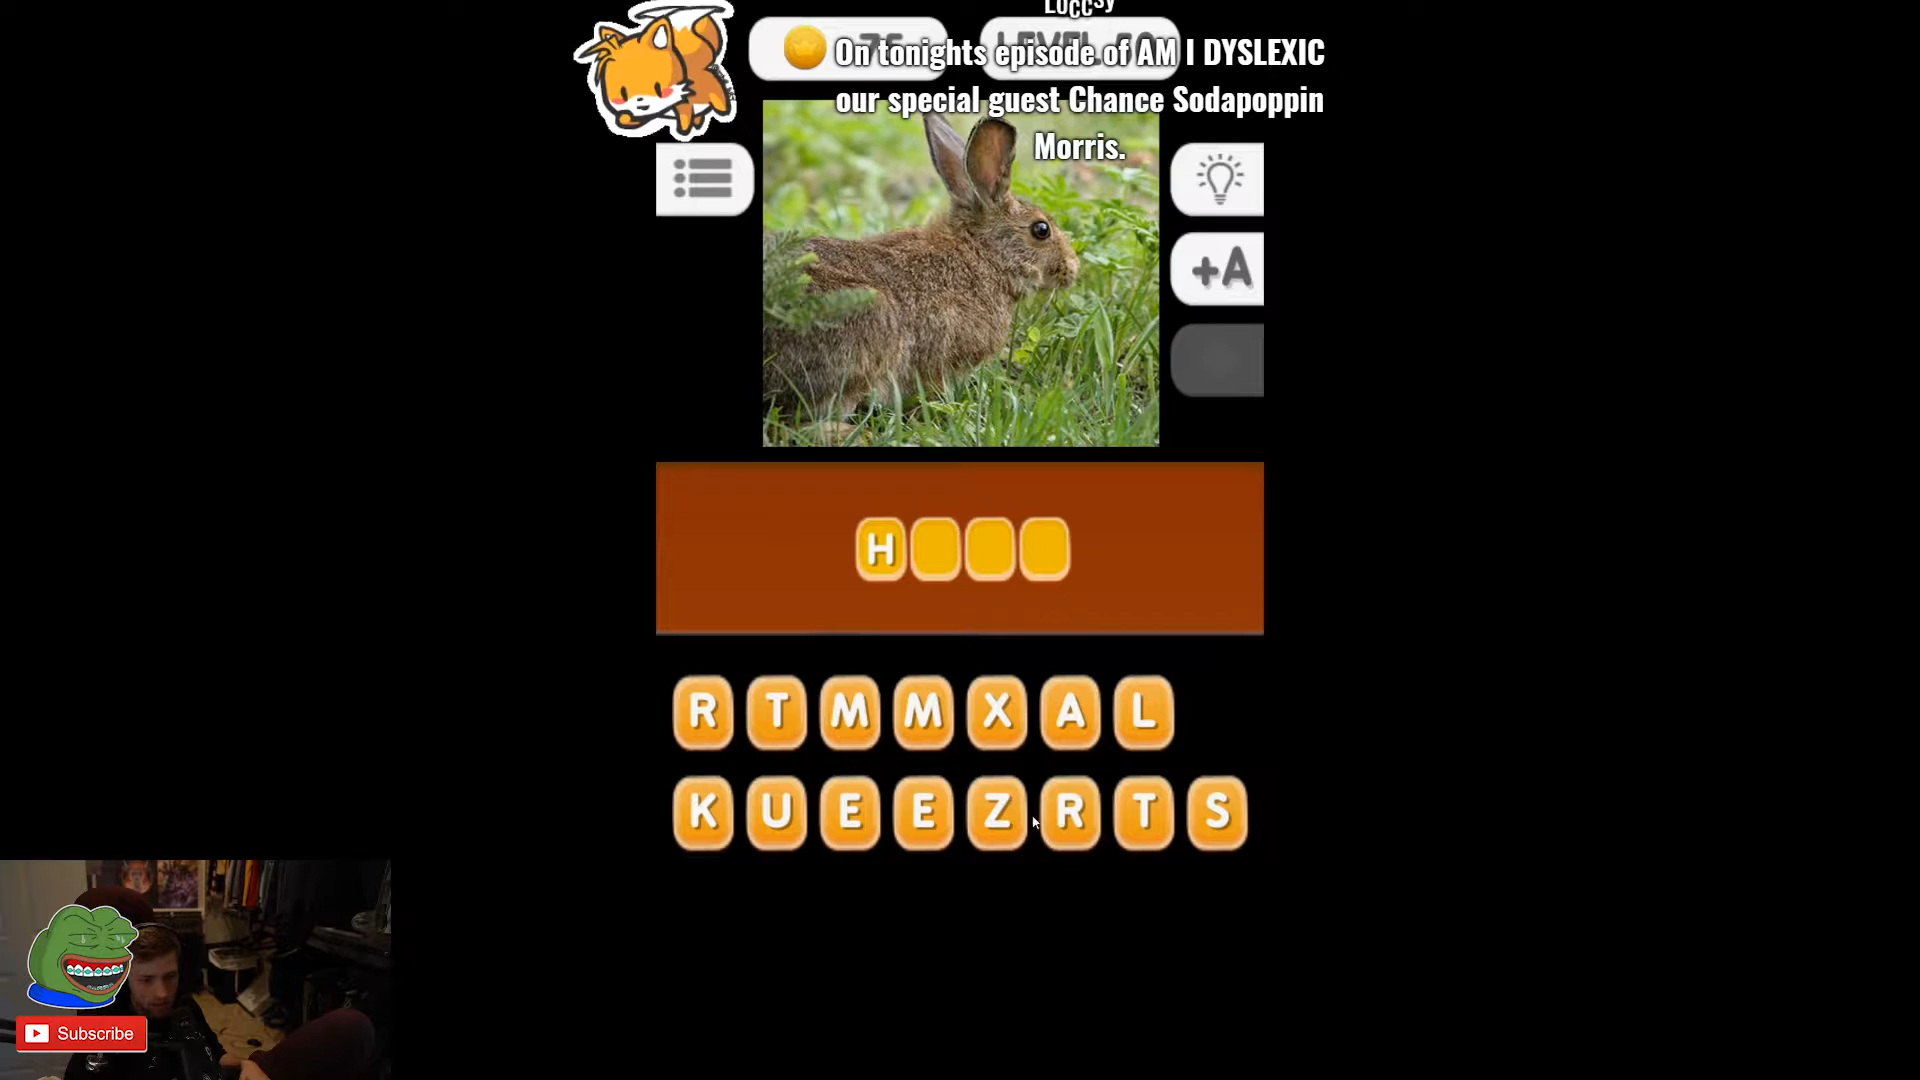 On tonights episode of AM I DYSLEXIC
our special guest Chance Sodapoppin
Morris.
+A
H
R T M M X A L
K U E E Z R T S
Subscribe